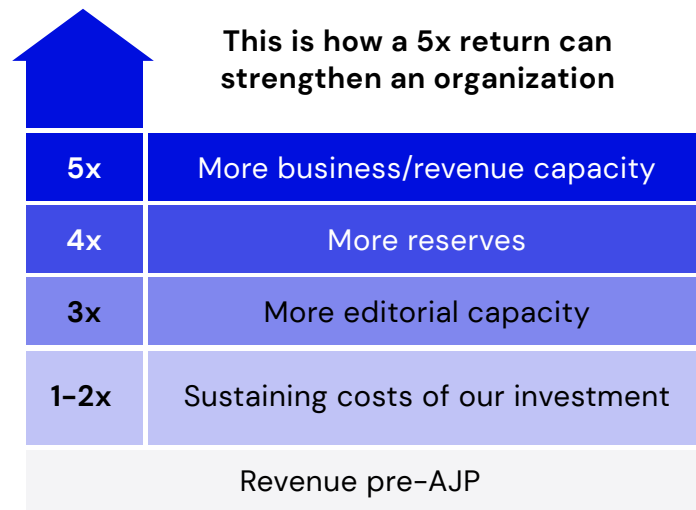 This is how a 5x return can
strengthen an organization
5x More business/revenue capacity
4x More reserves
3x More editorial capacity
1-2x Sustaining costs of our investment
Revenue pre-AJP